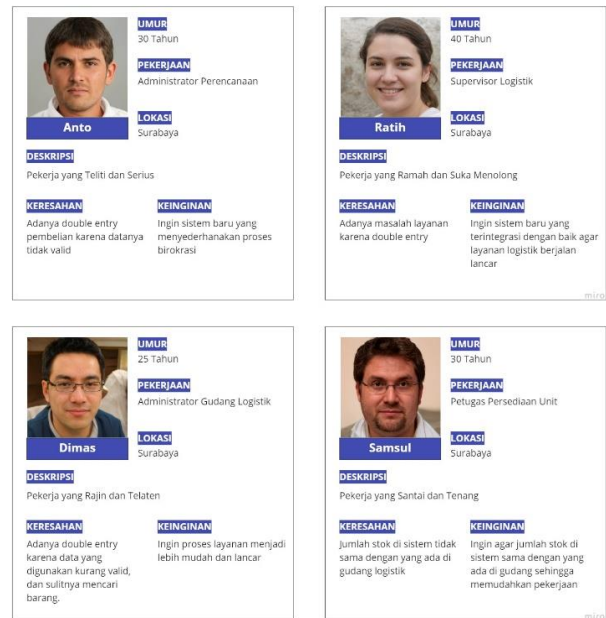 UMUR
30 Tahun
PEKERJAAN
Administrator Perencanaan
LOKASI
Surabaya
Anto
DESKRIPSI
Pekerja yang Teliti dan Serius
KERESAHAN
Adanya double entry
pembelian karena datanya
tidak valid
KEINGINAN
Ingin sistem baru yang
menyederhanakan proses
birokrasi
UMUR
40 Tahun
PEKERJAAN
Supervisor Logistik
LOKASI
Surabaya
Ratih
DESKRIPSI
Pekerja yang Ramah dan Suka Menolong
KERESAHAN
Adanya masalah layanan
karena double entry
KEINGINAN
Ingin sistem baru yang
terintegrasi dengan baik agar
layanan logistik berjalan
lancar
miro
UMUR
25 Tahun
PEKERJAAN
Administrator Gudang Logistik
LOKASI
Surabaya
Dimas
DESKRIPSI
Pekerja yang Rajin dan Telaten
KERESAHAN
Adanya double entry
karena data yang
digunakan kurang valid,
dan sulitnya mencari
barang.
KEINGINAN
Ingin proses layanan menjadi
lebih mudah dan lancar
UMUR
30 Tahun
PEKERJAAN
Petugas Persediaan Unit
LOKASI
Surabaya
Samsul
DESKRIPSI
Pekerja yang Santai dan Tenang
KERESAHAN
Jumlah stok di sistem tidak
sama dengan yang ada di
gudang logistik
KEINGINAN
Ingin agar jumlah stok di
sistem sama dengan yang
ada di gudang sehingga
memudahkan pekerjaan
miro